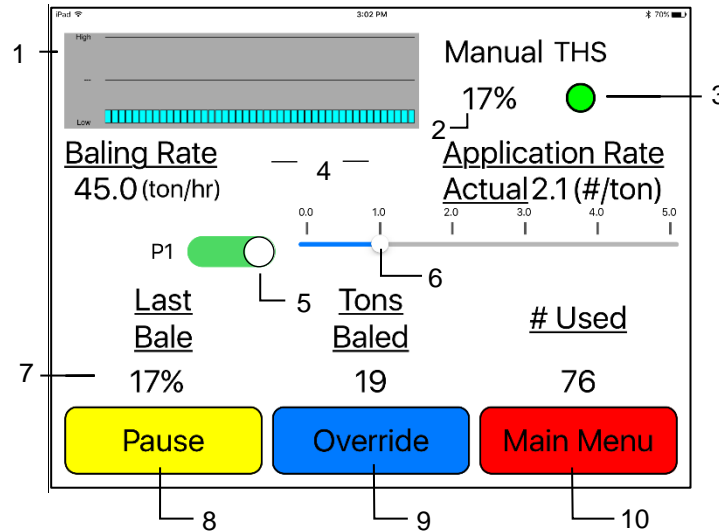 iPad 3:02 PM 70%
High
1
---
Low
Manual THS
17% 3
2
Baling Rate 4 Application Rate
45.0 (ton/hr) Actual 2.1 (#/ton)
0.0 1.0 2.0 3.0 4.0 5.0
P1
5 6
Last Bale
Tons Baled
# Used
7 17% 19 76
Pause Override Main Menu
8 9 10